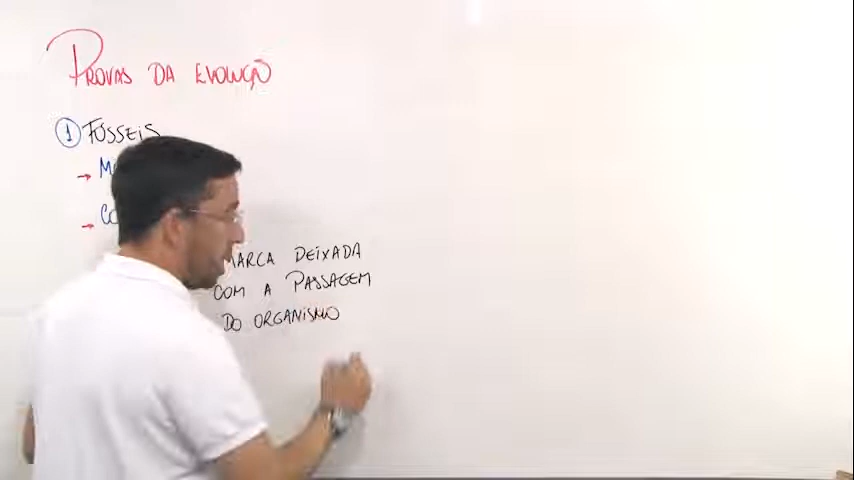 PROVAS DA EVOLUÇÃO
1 FÓSSEIS
MARCA DEIXADA
COM A PASSAGEM
DO ORGANISMO